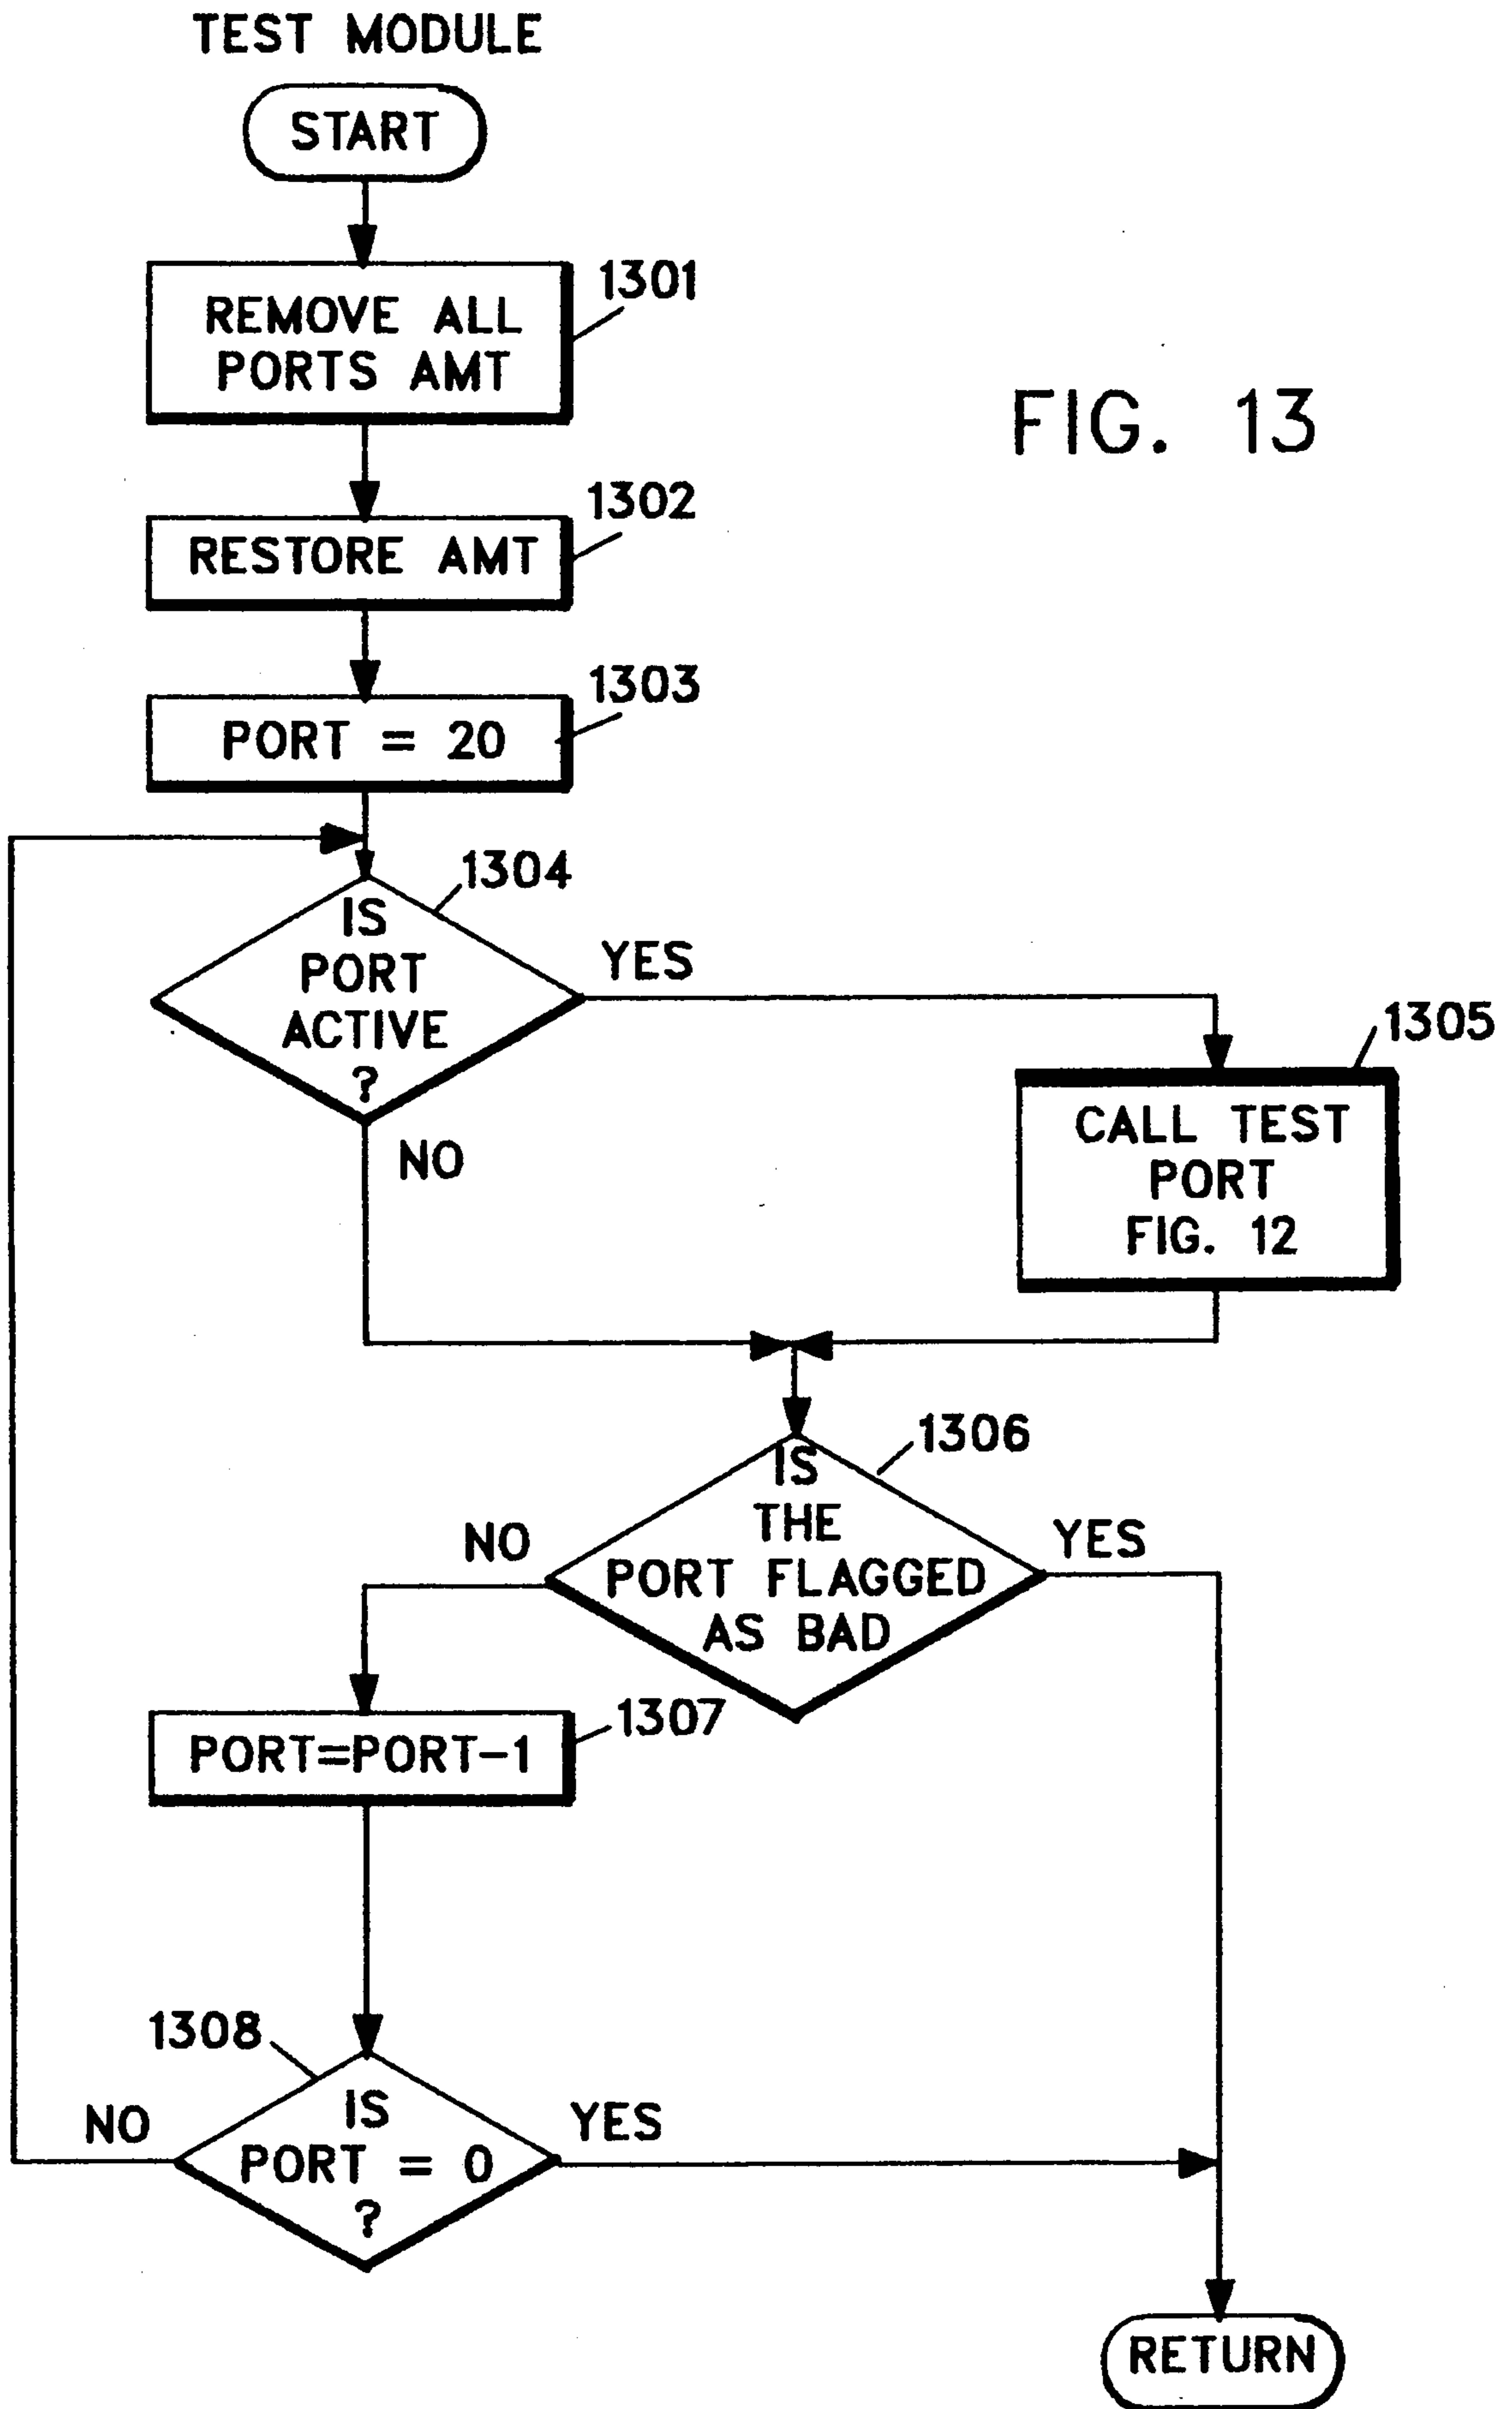 TEST MODULE
START
REMOVE ALL
PORTS AMT
1301
FIG. 13
RESTORE AMT
1302
PORT = 20
1303
IS
PORT
ACTIVE
?
1304
YES
NO
1305
CALL TEST
PORT
FIG. 12
IS
THE
PORT FLAGGED
AS BAD
1306
NO
YES
PORT=PORT-1
1307
1308
IS
PORT = 0
?
NO
YES
RETURN